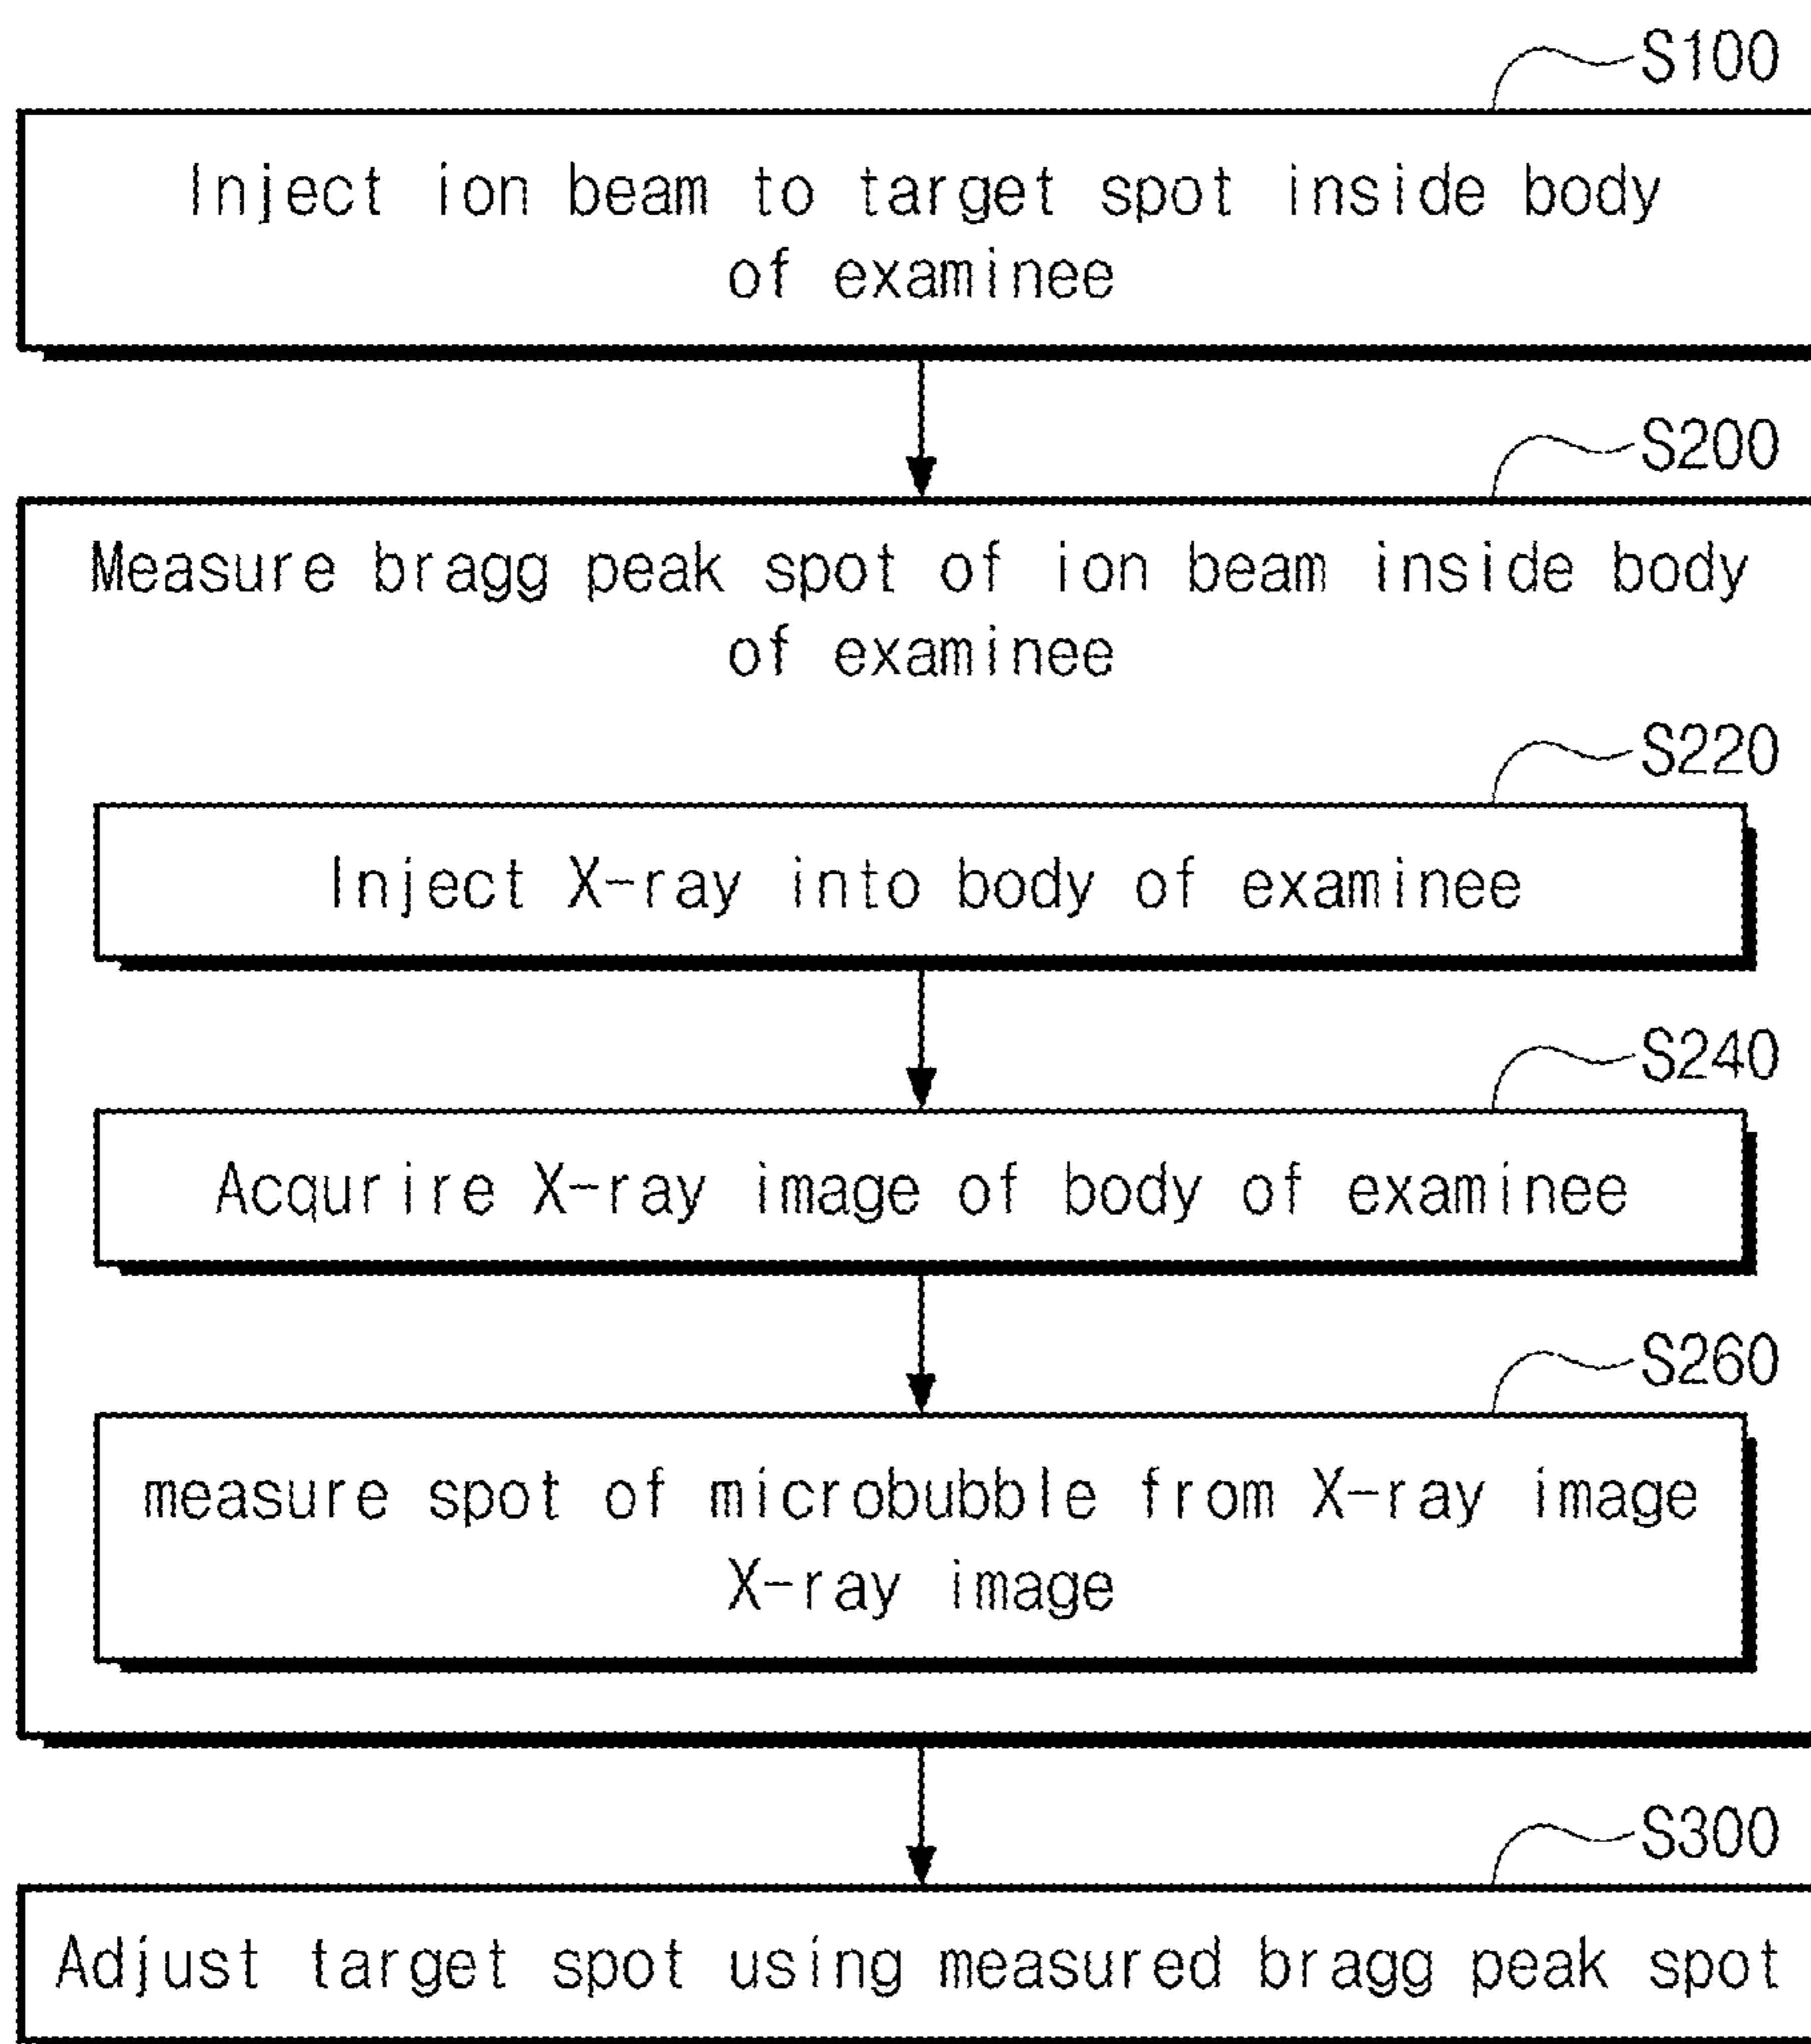 S100
Inject ion beam to target spot inside body
of examinee
S200
Measure bragg peak spot of ion beam inside body
of examinee
S220
Inject X-ray into body of examinee
S240
Acqurire X-ray image of body of examinee
S260
measure spot of microbubble from X-ray image
X-ray image
S300
Adjust target spot using measured bragg peak spot